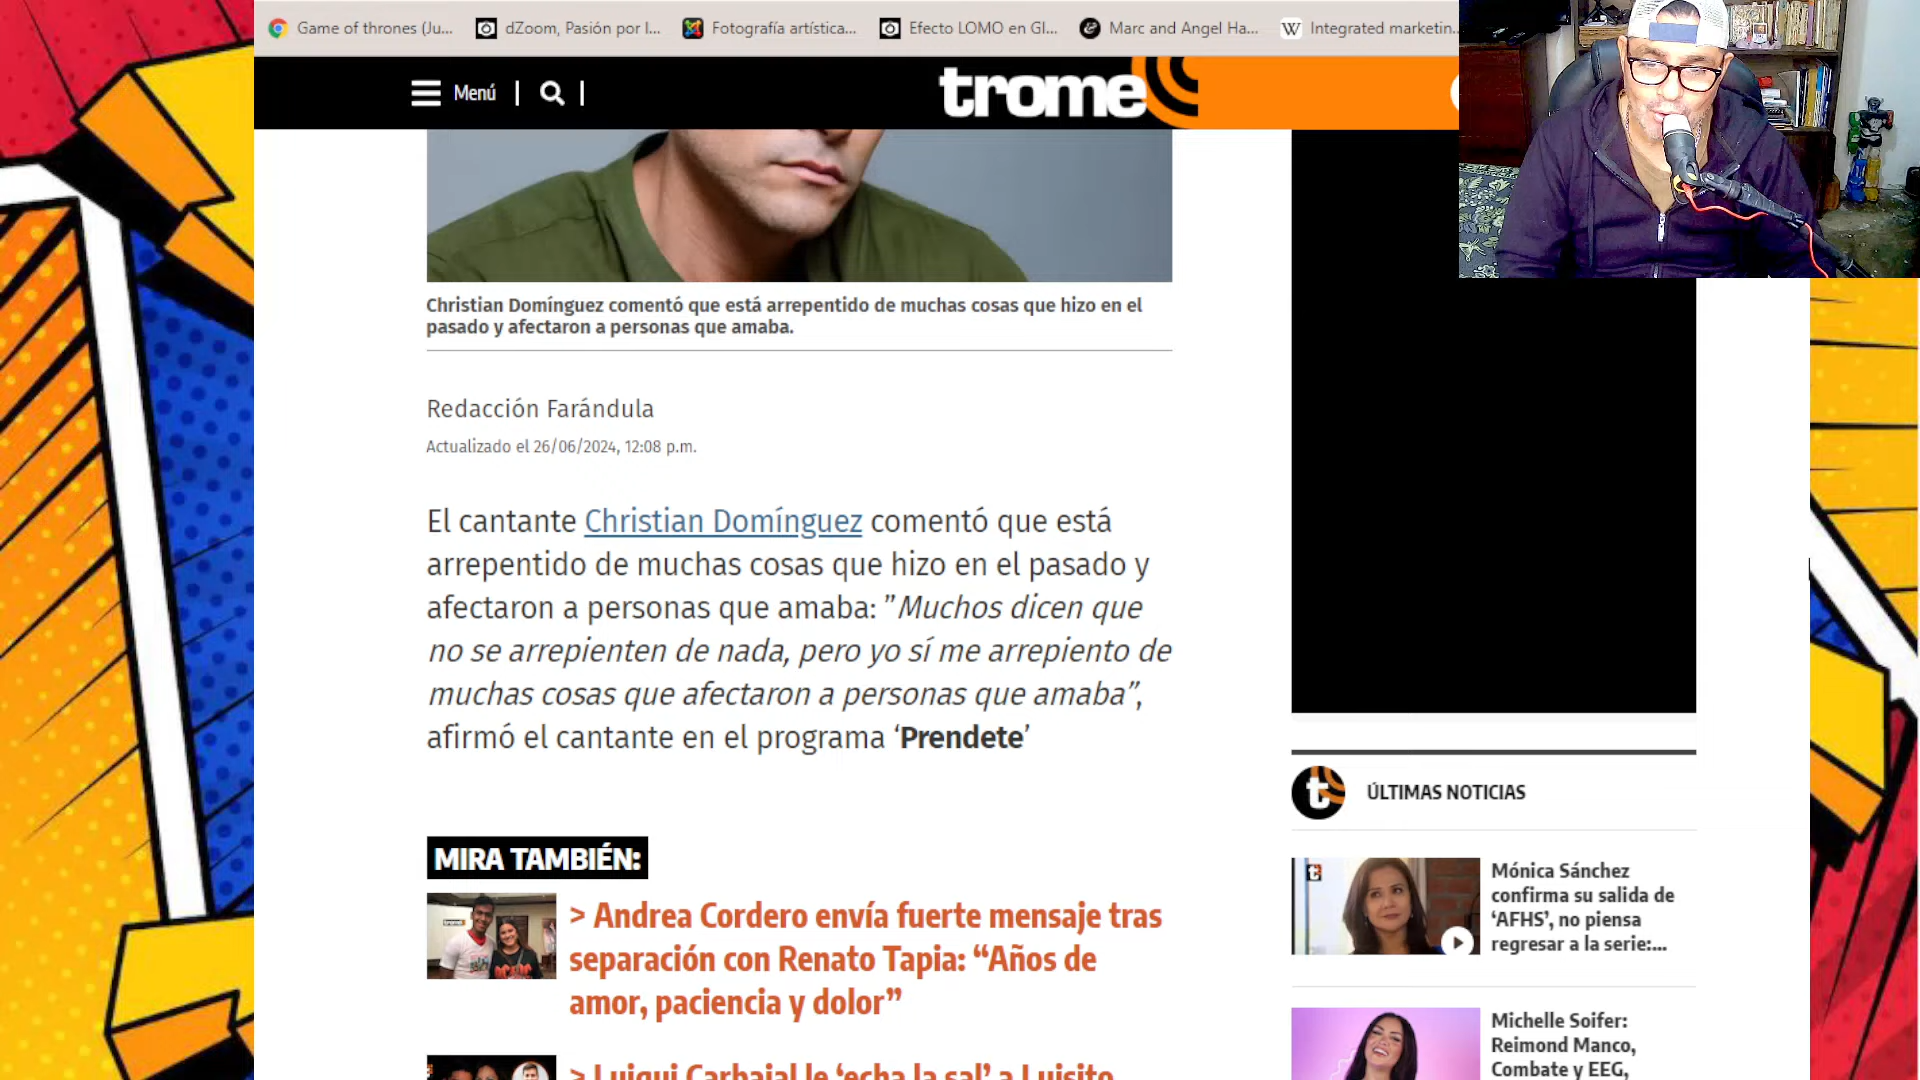 Game of thrones (Ju...
dZoom, Pasión por l...
Fotografía artística...
Efecto LOMO en GI...
Marc and Angel Ha...
W Integrated marketin...
Menú
trome
Christian Domínguez comentó que está arrepentido de muchas cosas que hizo en el
pasado y afectaron a personas que amaba.
Redacción Farándula
Actualizado el 26/06/2024, 12:08 p.m.
El cantante Christian Domínguez comentó que está
arrepentido de muchas cosas que hizo en el pasado y
afectaron a personas que amaba: ”Muchos dicen que
no se arrepienten de nada, pero yo sí me arrepiento de
muchas cosas que afectaron a personas que amaba”,
afirmó el cantante en el programa ‘Prendete’
MIRA TAMBIÉN:
> Andrea Cordero envía fuerte mensaje tras
separación con Renato Tapia: “Años de
amor, paciencia y dolor”
> Luigui Carbajal le ‘echa la sal’ a Luisito
t ÚLTIMAS NOTICIAS
t
Mónica Sánchez
confirma su salida de
‘AFHS’, no piensa
regresar a la serie:...
Michelle Soifer:
Reimond Manco,
Combate y EEG,